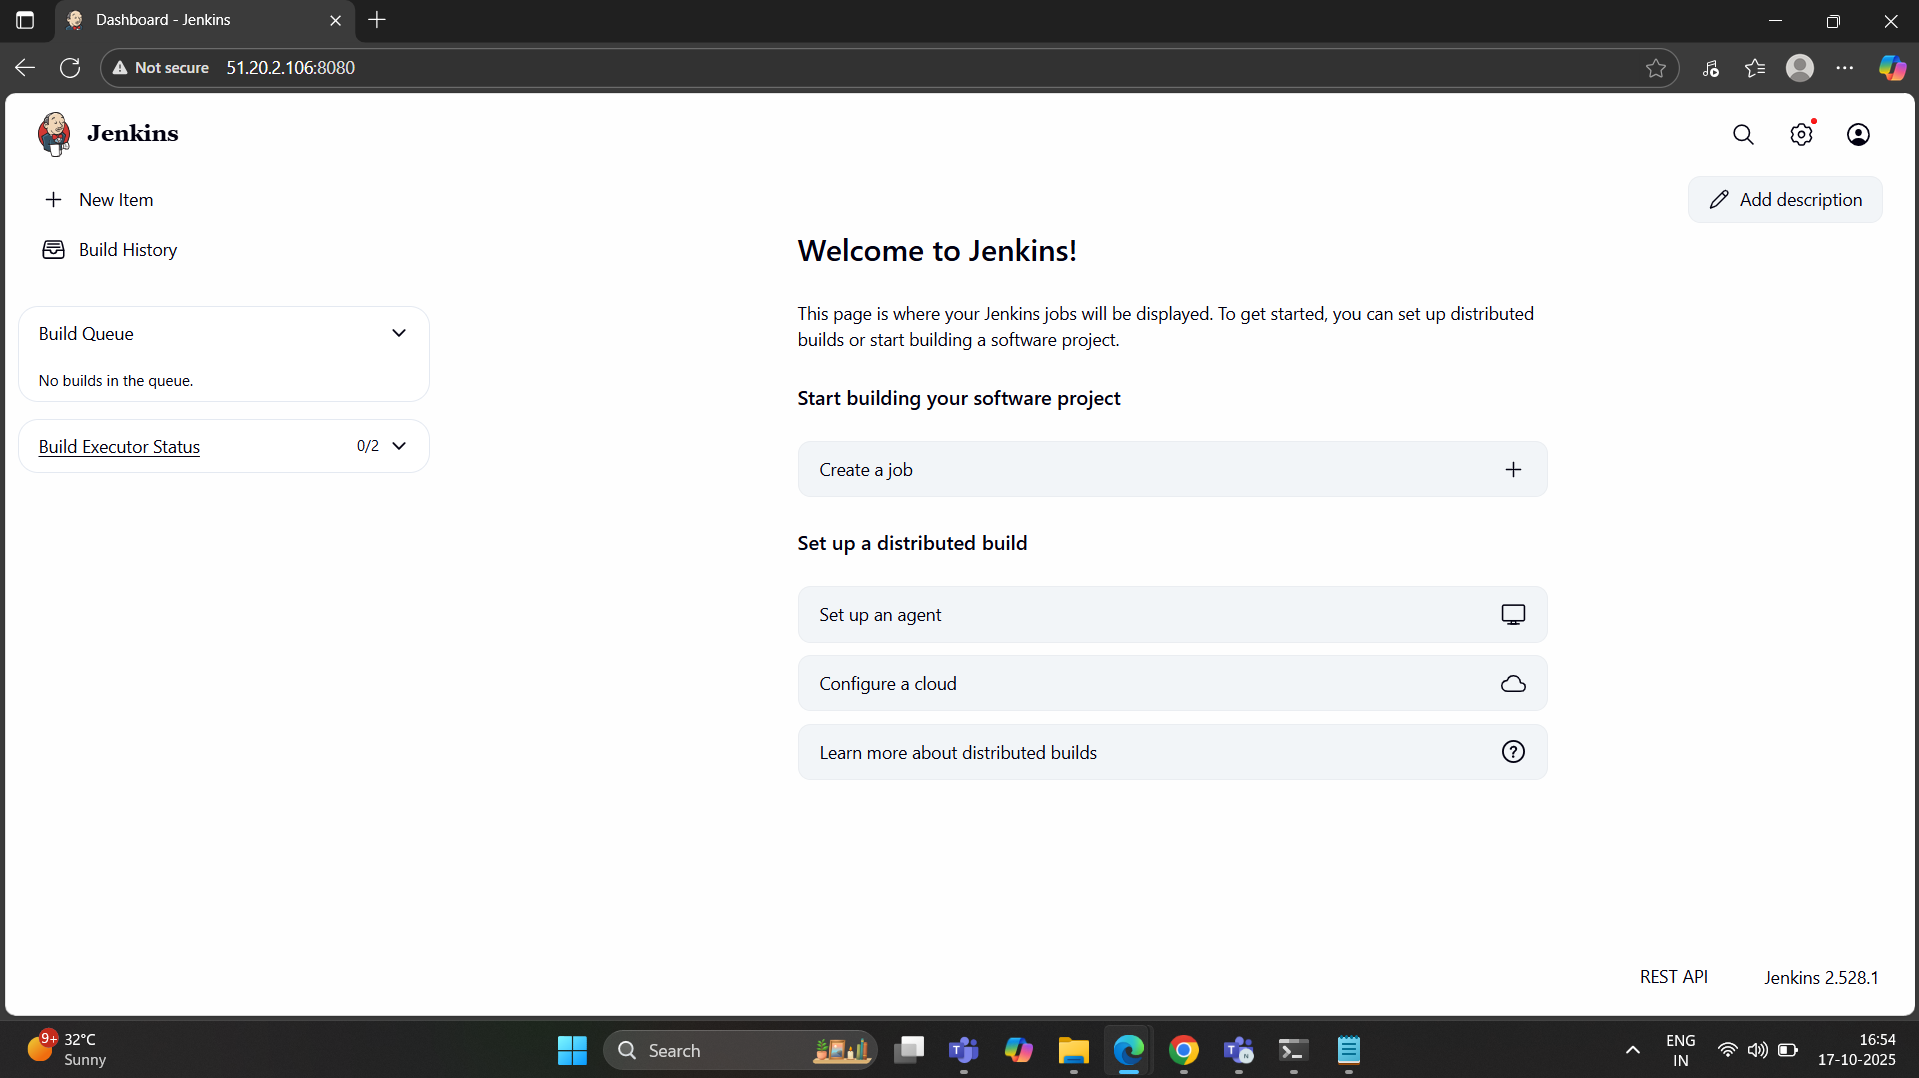 Dashboard - Jenkins
Not secure 51.20.2.106:8080
Jenkins
New Item
Add description
Build History
Welcome to Jenkins!
This page is where your Jenkins jobs will be displayed. To get started, you can set up distributed
builds or start building a software project.
Build Queue
No builds in the queue.
Build Executor Status 0/2
Start building your software project
Create a job
Set up a distributed build
Set up an agent
Configure a cloud
Learn more about distributed builds
REST API Jenkins 2.528.1
9+
32°C
Sunny
Search
ENG
IN
16:54
17-10-2025